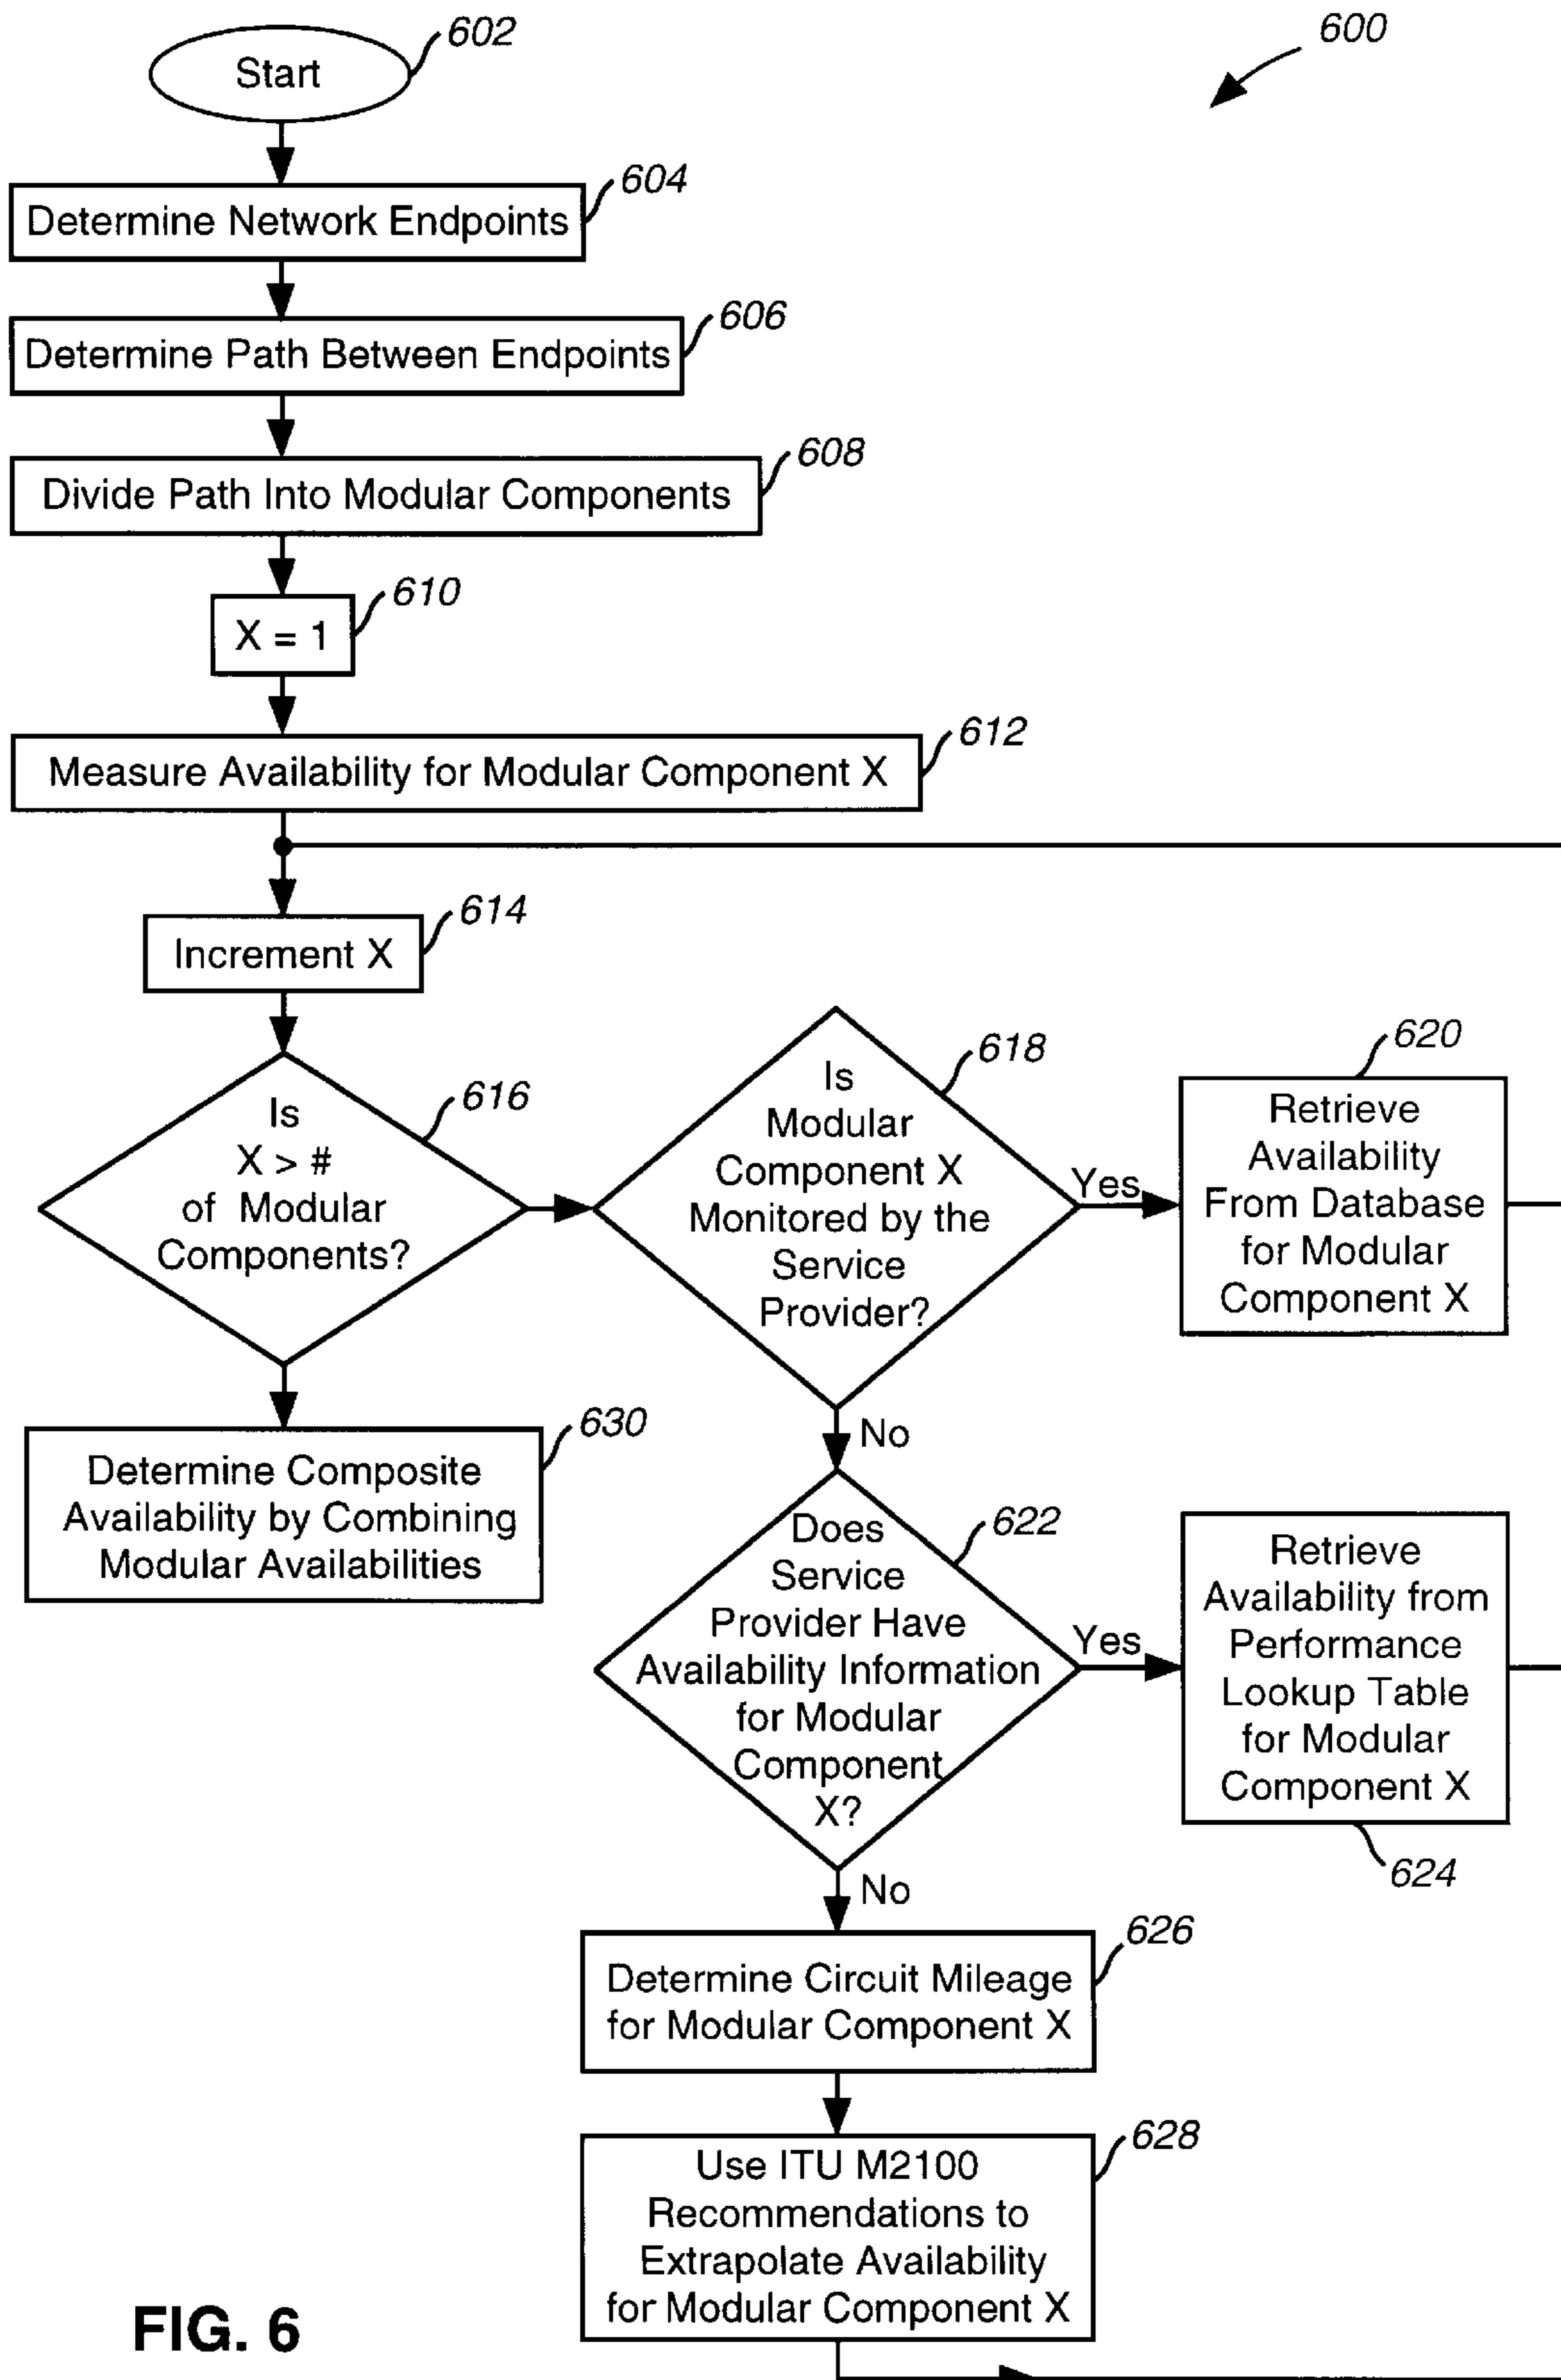 600
602
Start
604
Determine Network Endpoints
606
Determine Path Between Endpoints
608
Divide Path Into Modular Components
610
X = 1
612
Measure Availability for Modular Component X
614
Increment X
616
Is
X > #
of Modular
Components?
618
Is
Modular
Component X
Monitored by the
Service
Provider?
Yes
620
Retrieve
Availability
From Database
for Modular
Component X
No
630
Determine Composite
Availability by Combining
Modular Availabilities
622
Does
Service
Provider Have
Availability Information
for Modular
Component
X?
Yes
Retrieve
Availability from
Performance
Lookup Table
for Modular
Component X
624
No
626
Determine Circuit Mileage
for Modular Component X
628
Use ITU M2100
Recommendations to
Extrapolate Availability
for Modular Component X
FIG. 6